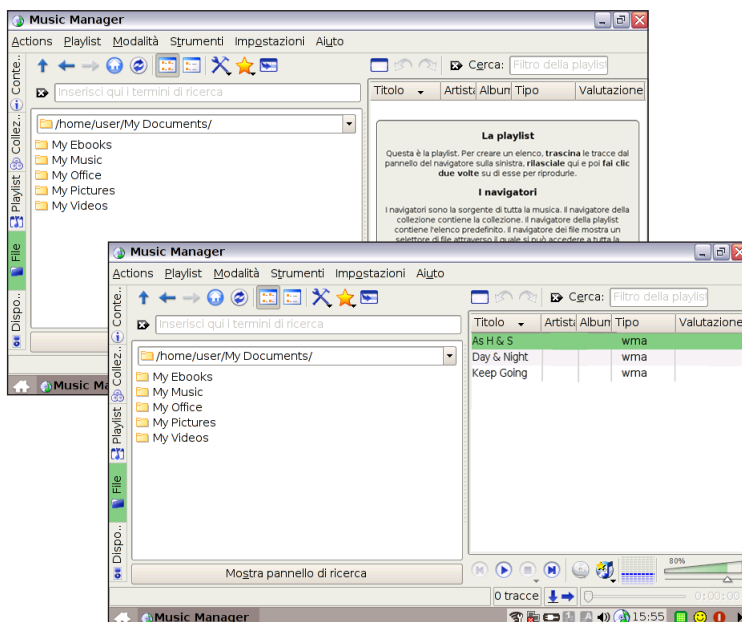 Music Manager
Actions Playlist Modalità Strumenti Impostazioni Aiuto
Cerca: Filtro della playlist
Conte..
Collez..
Playlist
File
Dispo..
Inserisci qui i termini di ricerca
/home/user/My Documents/
My Ebooks
My Music
My Office
My Pictures
My Videos
Titolo Artista Album Tipo Valutazione
La playlist
Questa è la playlist. Per creare un elenco, trascina le tracce dal
pannello del navigatore sulla sinistra, rilasciale qui e poi fai clic
due volte su di esse per riprodurle.
I navigatori
I navigatori sono la sorgente di tutta la musica. Il navigatore della
collezione contiene la collezione. Il navigatore della playlist
contiene l'elenco predefinito. Il navigatore dei file mostra un
selettore di file attraverso il quale si può accedere a tutta la
Music Ma
Music Manager
Actions Playlist Modalità Strumenti Impostazioni Aiuto
Cerca: Filtro della playlist
Conte..
Collez..
Playlist
File
Dispo..
Inserisci qui i termini di ricerca
/home/user/My Documents/
My Ebooks
My Music
My Office
My Pictures
My Videos
Mostra pannello di ricerca
Titolo Artista Album Tipo Valutazione
As H & S wma
Day & Night wma
Keep Going wma
80%
0 tracce 0:00:00
Music Manager
15:55